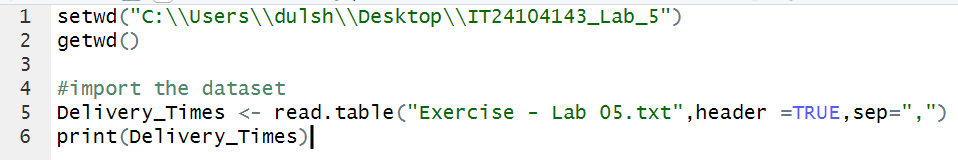 1 setwd("C:\\Users\\dulsh\\Desktop\\IT24104143_Lab_5")
2 getwd()
3
4 #import the dataset
5 Delivery_Times <- read.table("Exercise - Lab 05.txt",header =TRUE,sep=",")
6 print(Delivery_Times)